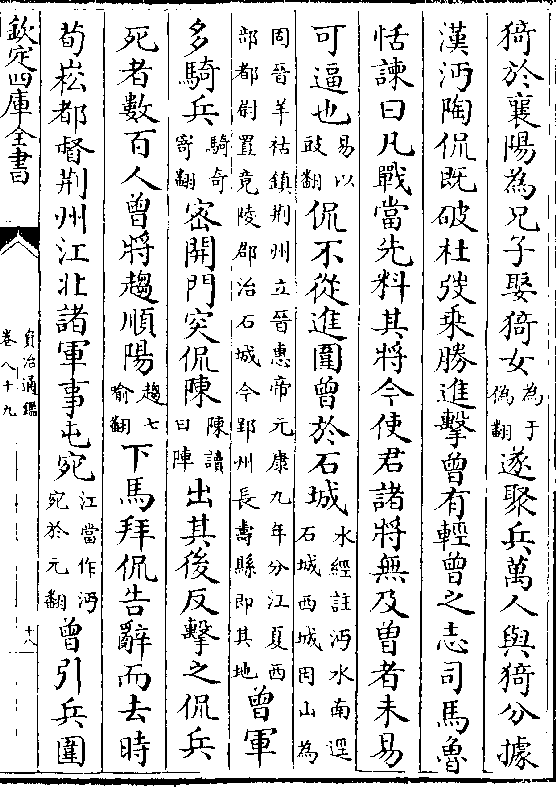 猗於襄陽為兄子娶猗女為于偽翻遂聚兵萬人與猗分據
漢沔陶侃既破杜弢乘勝進擊曾有輕曾之志司馬魯
恬諫曰凡戰當先料其將今使君諸將無及曽者未易
可逼也易以豉翻侃不從進圍曾於石城水經註沔水南逕石城西城因山為
固晉羊祜鎮荆州立晉惠帝元康九年分江夏西部都尉置竟陵郡治石城今郢州長壽縣即其地曾軍
多騎兵騎奇寄翻宻開門突侃陳陳讀曰陣出其後反擊之侃兵
死者數百人曾將趨順陽趨七喻翻下馬拜侃告辭而去時
荀崧都督荆州江北諸軍事屯宛江當作沔宛於元翻曾引兵圍
欽定四庫全書
資治通鑑
卷八十九
十八